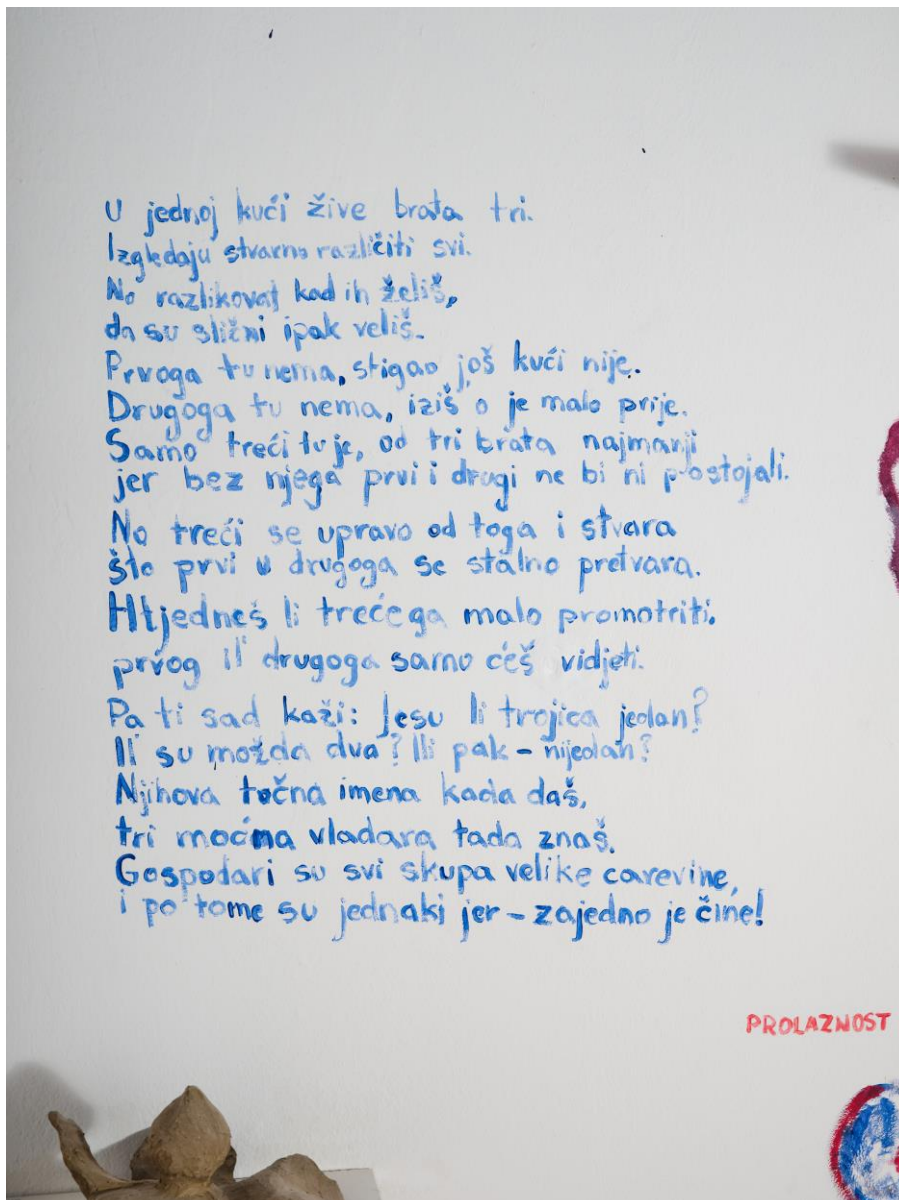 U jednoj kući žive brata tri.
Izgledaju stvarno različiti svi.
No razlikovat kad ih želiš,
da su slični ipak veliš.
Prvoga tu nema, stigao još kući nije.
Drugoga tu nema, iziš o je malo prije.
Samo treći tu je, od tri brata najmanji
jer bez njega prvi i drugi ne bi ni postojali.
No treći se upravo od toga i stvara
što prvi u drugoga se stalno pretvara.
Htjedneš li trećega malo promotriti.
prvog il' drugoga samo ćeš vidjeti.
Pa ti sad kaži: Jesu li trojica jedan?
Il' su možda dva? Ili pak - nijedan?
Njihova točna imena kada daš,
tri moćna vladara tada znaš.
Gospodari su svi skupa velike carevine,
i po tome su jednaki jer - zajedno je čine!
PROLAZNOST